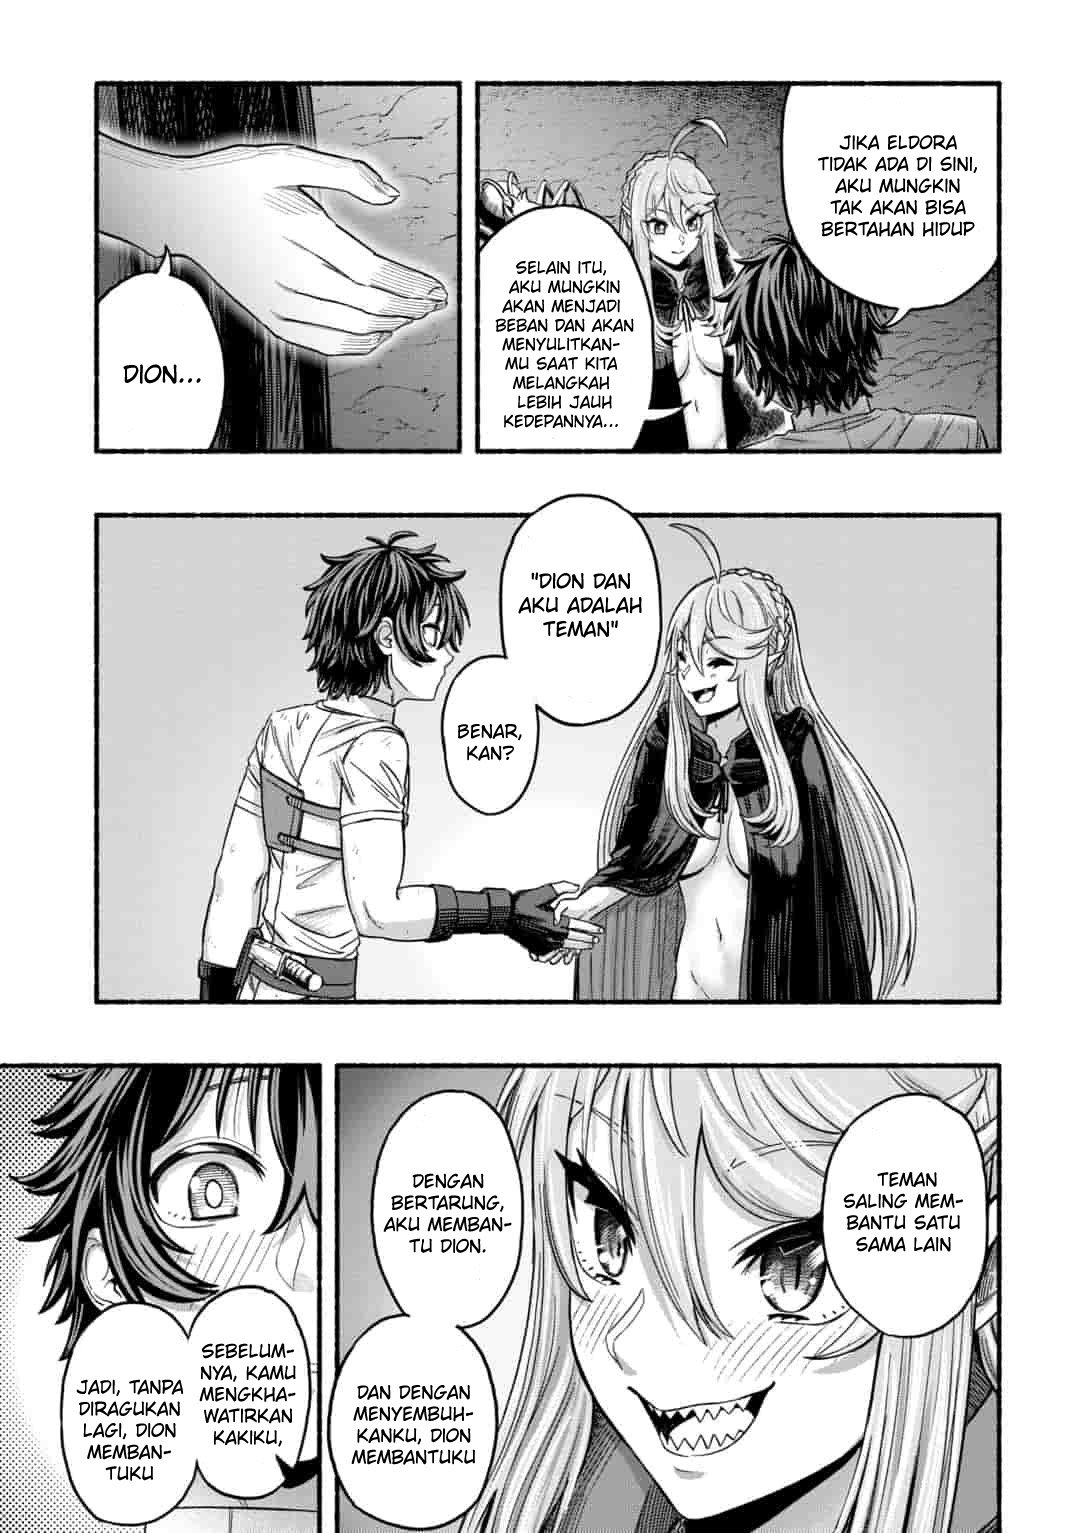 JIKA ELDORA
TIDAK ADA DI SINI,
AKU MUNGKIN
TAK AKAN BISA
BERTAHAN HIDUP
SELAIN ITU,
AKU MUNGKIN
AKAN MENJADI
BEBAN DAN AKAN
MENYULITKAN-
MU SAAT KITA
MELANGKAH
LEBIH JAUH
KEDEPANNYA...
DION...
"DION DAN
AKU ADALAH
TEMAN"
BENAR,
KAN?
TEMAN
SALING MEM-
BANTU SATU
SAMA LAIN
DENGAN
BERTARUNG,
AKU MEMBAN-
TU DION.
DAN DENGAN
MENYEMBUH-
KANKU, DION
MEMBANTUKU
SEBELUM-
NYA, KAMU
MENGKHA-
WATIRKAN
KAKIKU,
JADI, TANPA
DIRAGUKAN
LAGI, DION
MEMBAN-
TUKU